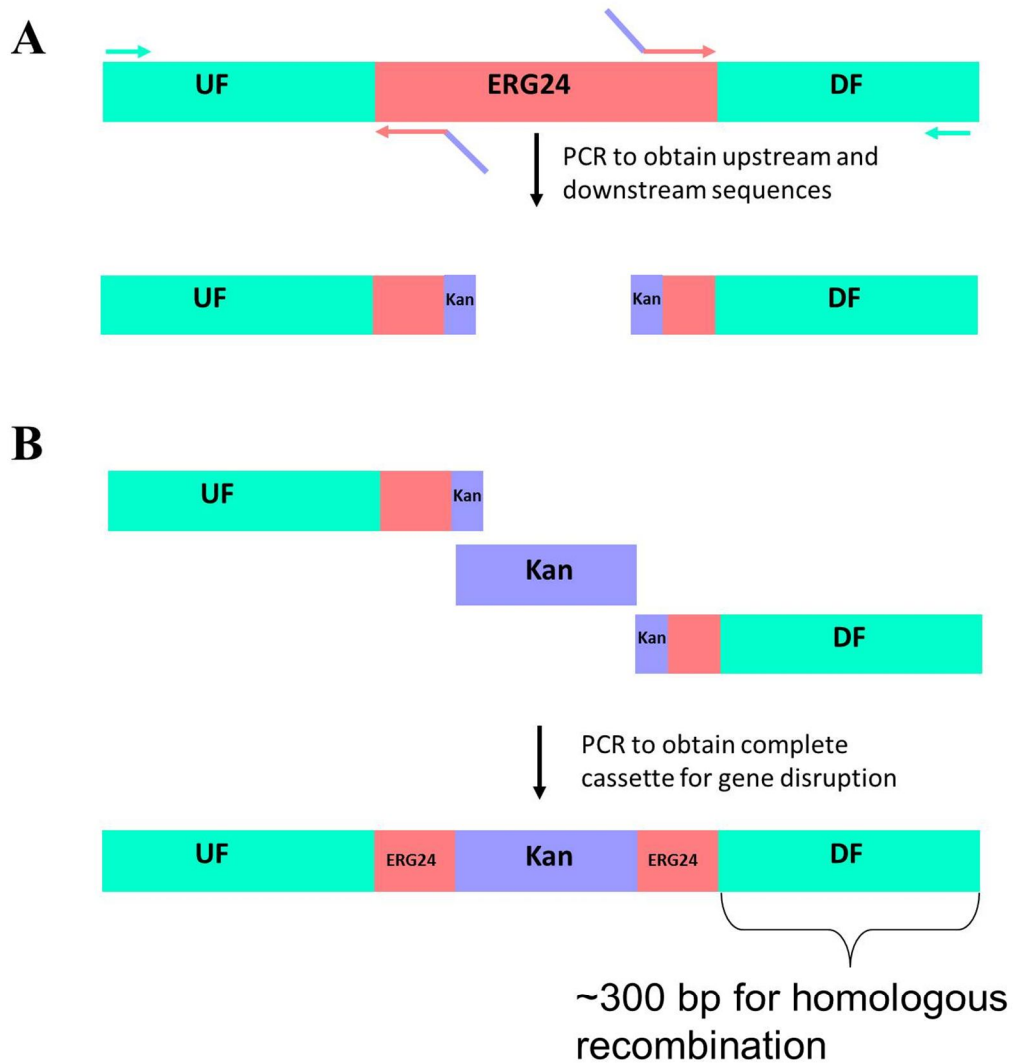 A
UF ERG24 DF
PCR to obtain upstream and
downstream sequences
UF Kan Kan DF
B
UF Kan
Kan
Kan DF
PCR to obtain complete
cassette for gene disruption
UF ERG24 Kan ERG24 DF
~300 bp for homologous
recombination